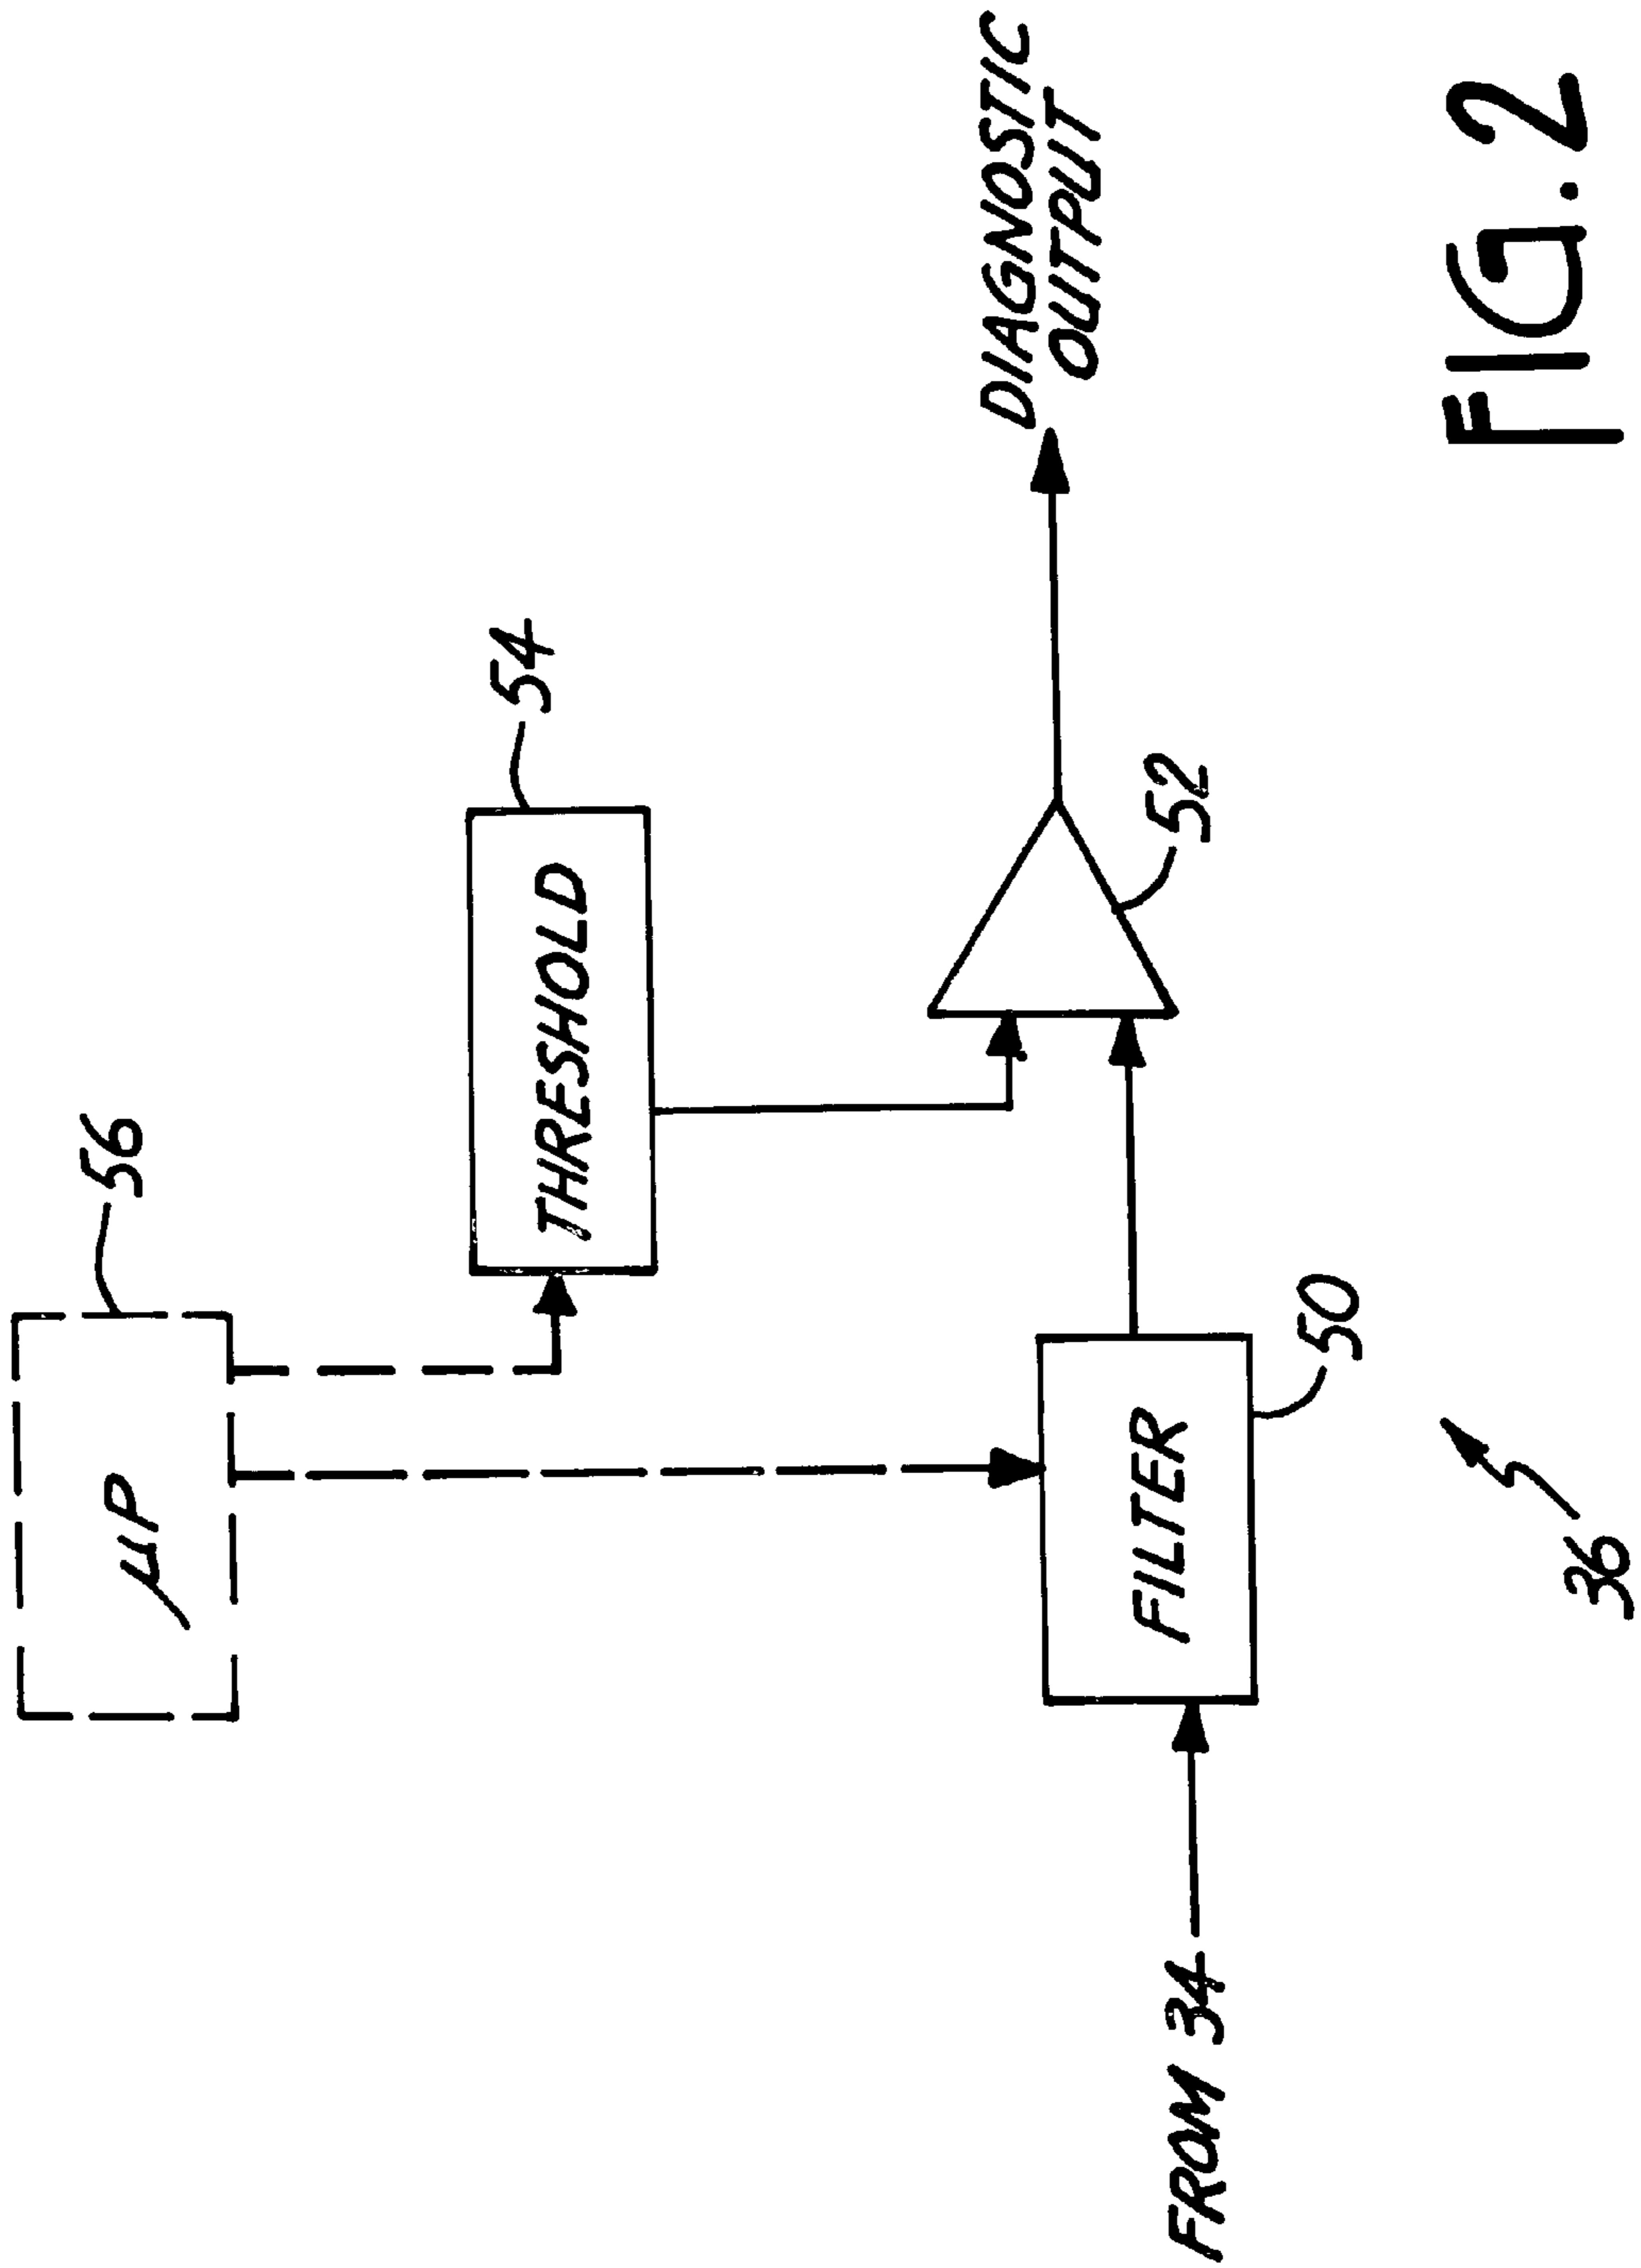 56
μP
54
THRESHOLD
DIAGNOSTIC
OUTPUT
52
FROM 34
FILTER
50
36
FIG. 2